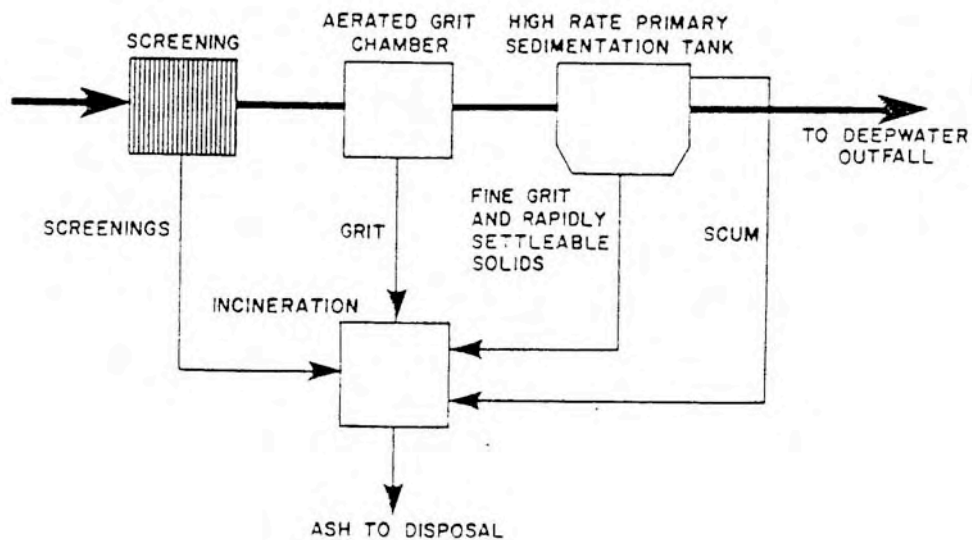 SCREENING
AERATED GRIT
CHAMBER
HIGH RATE PRIMARY
SEDIMENTATION TANK
TO DEEPWATER
OUTFALL
SCREENINGS
GRIT
FINE GRIT
AND RAPIDLY
SETTLEABLE
SOLIDS
SCUM
INCINERATION
ASH TO DISPOSAL